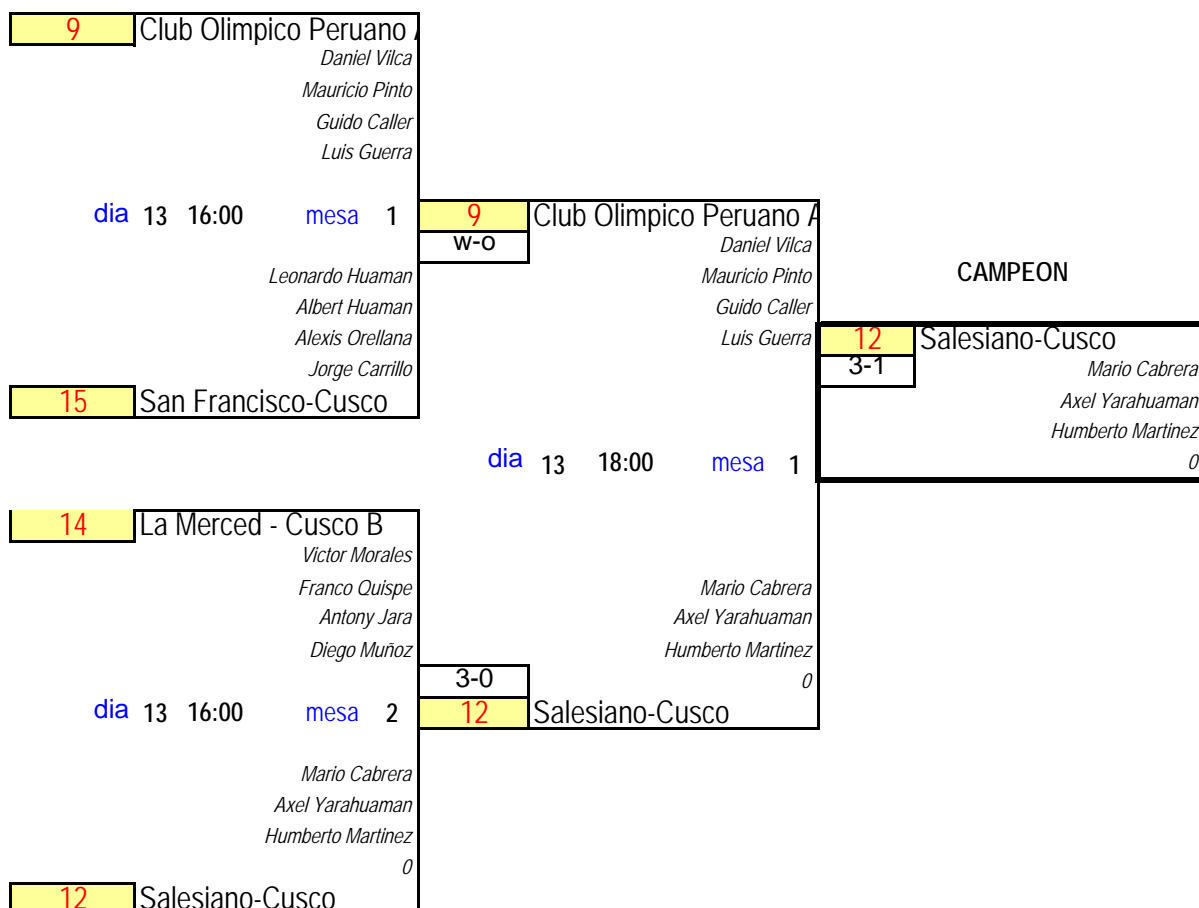 9 Club Olimpico Peruano A
Daniel Vilca
Mauricio Pinto
Guido Caller
Luis Guerra
dia 13 16:00 mesa 1
Leonardo Huaman
Albert Huaman
Alexis Orellana
Jorge Carrillo
15 San Francisco-Cusco
14 La Merced - Cusco B
Victor Morales
Franco Quispe
Antony Jara
Diego Muñoz
dia 13 16:00 mesa 2
Mario Cabrera
Axel Yarahuaman
Humberto Martinez
0
12 Salesiano-Cusco
9 Club Olimpico Peruano A
w-o
Daniel Vilca
Mauricio Pinto
Guido Caller
Luis Guerra
dia 13 18:00 mesa 1
Mario Cabrera
Axel Yarahuaman
Humberto Martinez
0
3-0
12 Salesiano-Cusco
CAMPEON
12 Salesiano-Cusco
3-1
Mario Cabrera
Axel Yarahuaman
Humberto Martinez
0